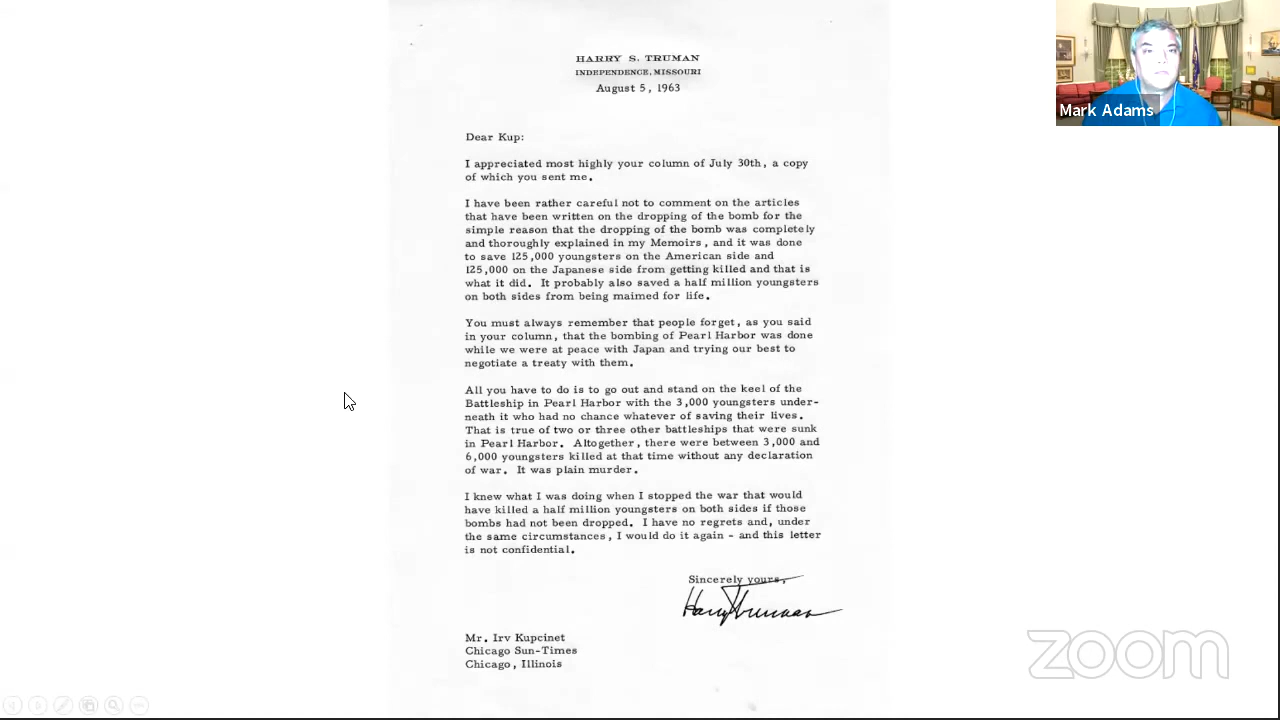 HARRY S. TRUMAN
INDEPENDENCE, MISSOURI
August 5, 1963
Dear Kup:
I appreciated most highly your column of July 30th, a copy
of which you sent me.
I have been rather careful not to comment on the articles
that have been written on the dropping of the bomb for the
simple reason that the dropping of the bomb was completely
and thoroughly explained in my Memoirs, and it was done
to save 125,000 youngsters on the American side and
125,000 on the Japanese side from getting killed and that is
what it did. It probably also saved a half million youngsters
on both sides from being maimed for life.
You must always remember that people forget, as you said
in your column, that the bombing of Pearl Harbor was done
while we were at peace with Japan and trying our best to
negotiate a treaty with them.
All you have to do is to go out and stand on the keel of the
Battleship in Pearl Harbor with the 3,000 youngsters under-
neath it who had no chance whatever of saving their lives.
That is true of two or three other battleships that were sunk
in Pearl Harbor. Altogether, there were between 3,000 and
6,000 youngsters killed at that time without any declaration
of war. It was plain murder.
I knew what I was doing when I stopped the war that would
have killed a half million youngsters on both sides if those
bombs had not been dropped. I have no regrets and, under
the same circumstances, I would do it again - and this letter
is not confidential.
Sincerely yours,
Harry Truman
Mr. Irv Kupcinet
Chicago Sun-Times
Chicago, Illinois
Mark Adams
zoom